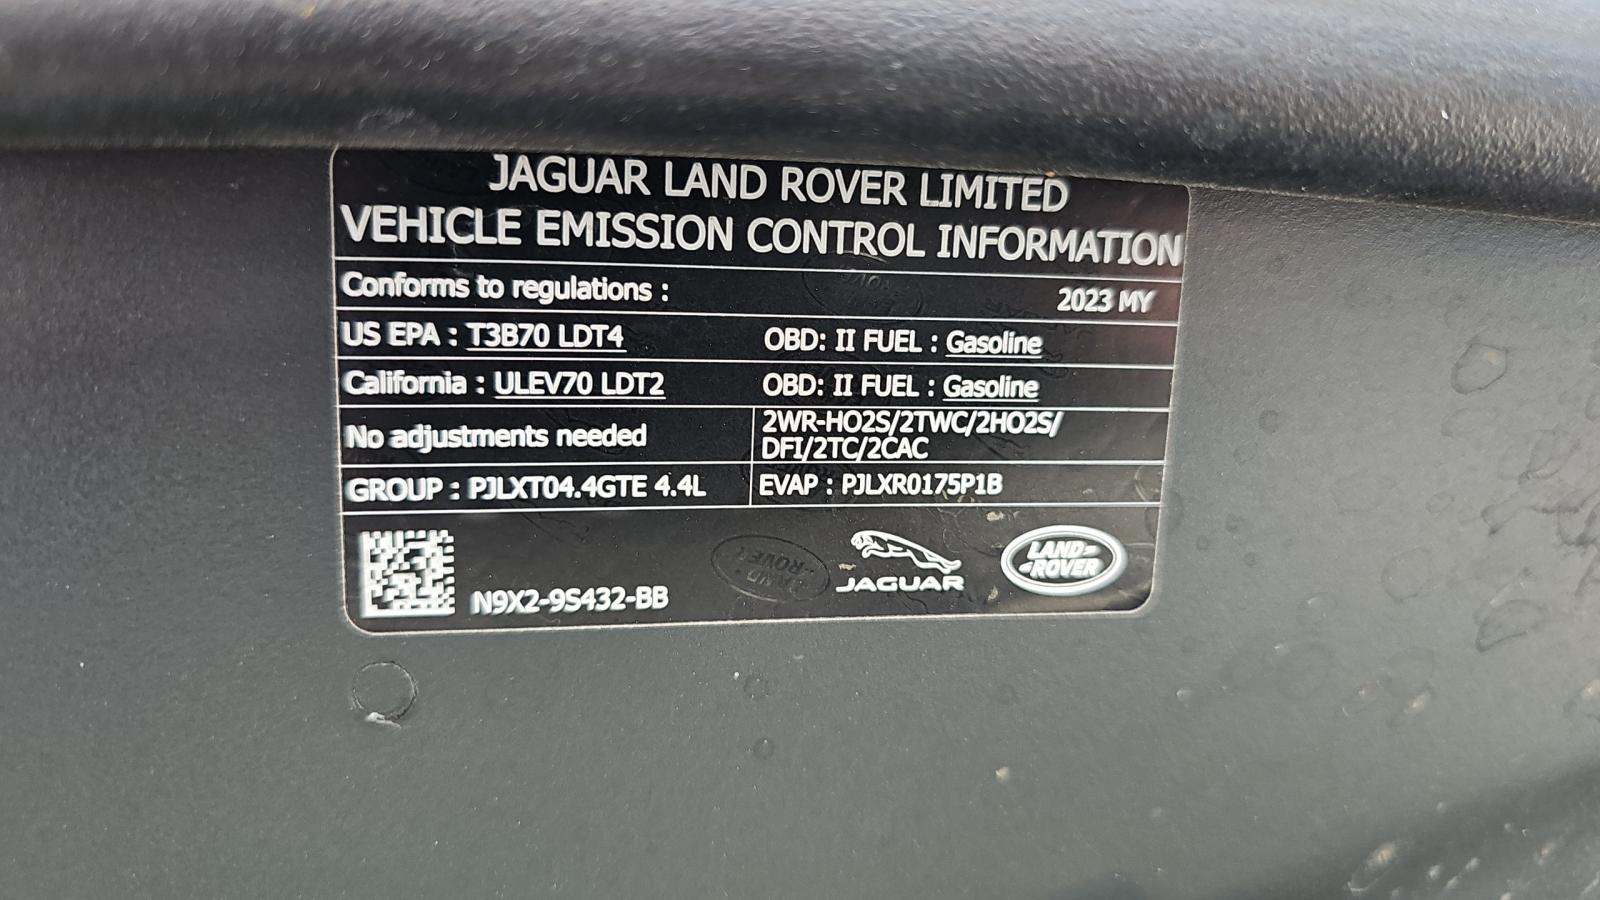 JAGUAR LAND ROVER LIMITED
VEHICLE EMISSION CONTROL INFORMATION
Conforms to regulations : 2023 MY
US EPA : T3B70 LDT4 OBD: II FUEL : Gasoline
California : ULEV70 LDT2 OBD: II FUEL : Gasoline
No adjustments needed 2WR-HO2S/2TWC/2HO2S/
DFI/2TC/2CAC
GROUP : PJLXT04.4GTE 4.4L EVAP : PJLXR0175P1B
N9X2-9S432-BB
JAGUAR
LAND-
-ROVER
LAND
-ROVER